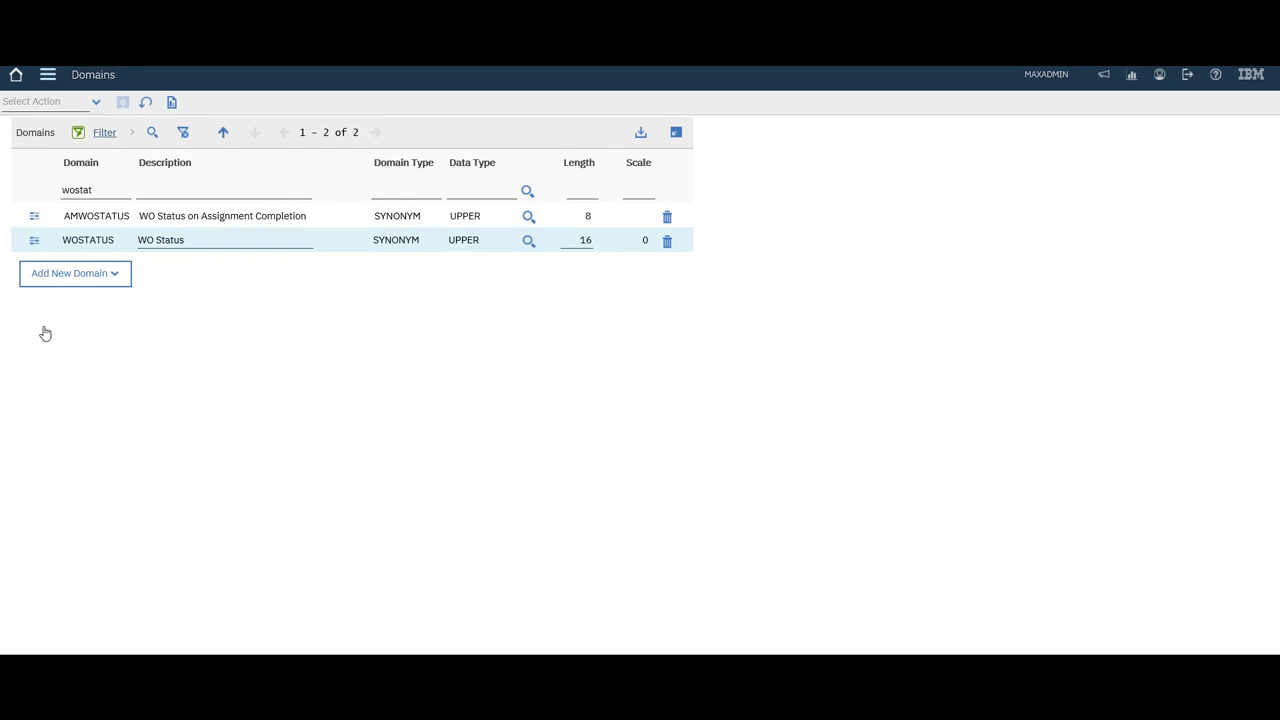 Domains MAXADMIN IBM
Select Action
Domains Filter 1 - 2 of 2
Domain Description Domain Type Data Type Length Scale
wostat
AMWOSTATUS WO Status on Assignment Completion SYNONYM UPPER 8
WOSTATUS WO Status SYNONYM UPPER 16 0
Add New Domain